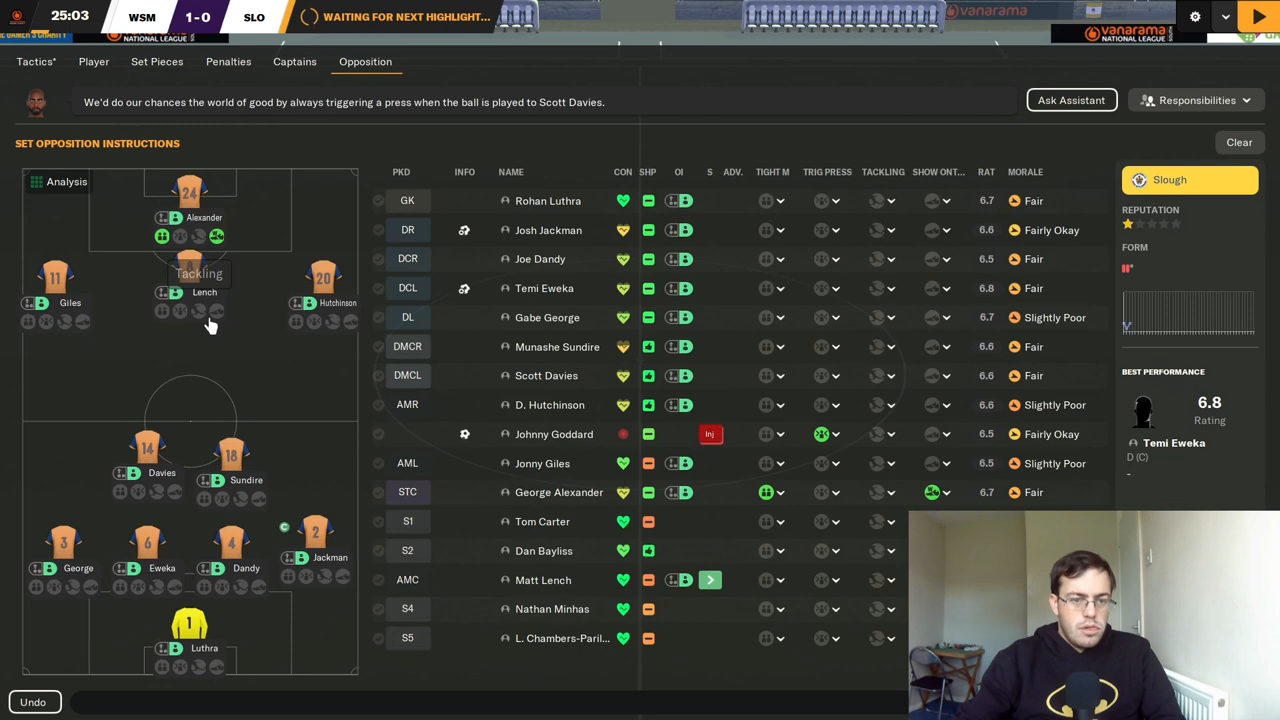 25:03
WSM
1-0
SLO
WAITING FOR NEXT HIGHLIGHT...
vanarama
NATIONAL LEAGUE
vanarama
vanarama
NATIONAL LEAGUE
Tactics*
Player
Set Pieces
Penalties
Captains
Opposition
We'd do our chances the world of good by always triggering a press when the ball is played to Scott Davies.
Ask Assistant
Responsibilities
SET OPPOSITION INSTRUCTIONS
Clear
Analysis
24
Alexander
11
Giles
Tackling
Lench
20
Hutchinson
14
Davies
18
Sundire
3
George
6
Eweka
4
Dandy
C
2
Jackman
1
Luthra
PKD INFO NAME CON SHP OI S ADV. TIGHT M TRIG PRESS TACKLING SHOW ONT... RAT MORALE
GK Rohan Luthra 6.7 Fair
DR Josh Jackman 6.6 Fairly Okay
DCR Joe Dandy 6.5 Fair
DCL Temi Eweka 6.8 Fair
DL Gabe George 6.7 Slightly Poor
DMCR Munashe Sundire 6.6 Fair
DMCL Scott Davies 6.6 Fair
AMR D. Hutchinson 6.6 Slightly Poor
Johnny Goddard Inj 6.5 Fairly Okay
AML Jonny Giles 6.5 Slightly Poor
STC George Alexander 6.7 Fair
S1 Tom Carter
S2 Dan Bayliss
AMC Matt Lench
S4 Nathan Minhas
S5 L. Chambers-Paril...
Slough
REPUTATION
FORM
BEST PERFORMANCE
6.8
Rating
Temi Eweka
D (C)
-
Undo